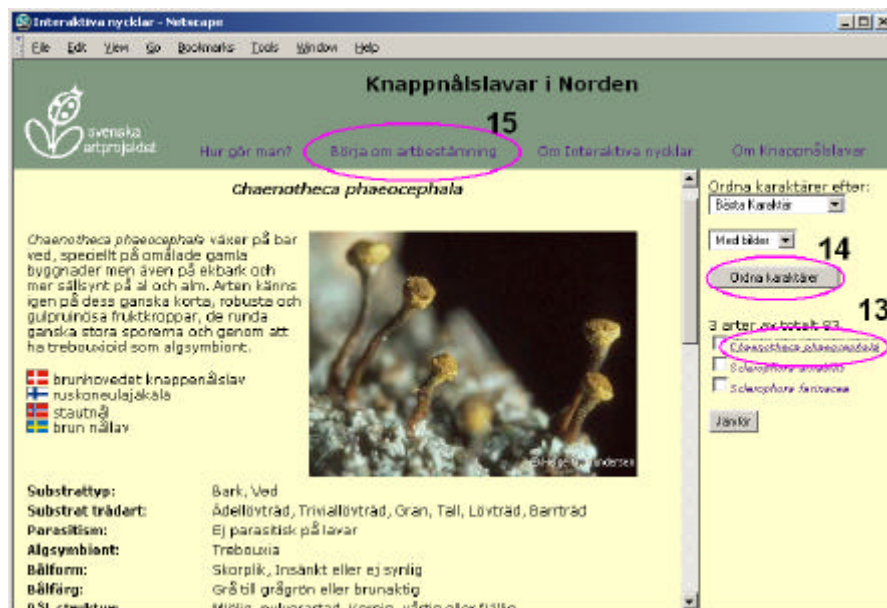 Interaktiva nycklar - Netscape
File Edit View Go Bookmarks Tools Window Help
Knappnålslavar i Norden
15
svenska
artprojektet
Hur gör man? Börja om artbestämning Om Interaktiva nycklar Om Knappnålslavar
Chaenotheca phaeocephala
Chaenotheca phaeocephala växer på bar
ved, speciellt på omålade gamla
byggnader men även på ekbark och
mer sällsynt på al och alm. Arten känns
igen på dess ganska korta, robusta och
gulpruinösa fruktkroppar, de runda
ganska stora sporerna och genom att
ha trebouxioid som algsymbiont.
brunhovedet knappenålslav
ruskoneulajäkälä
stautnål
brun nållav
Substrattyp: Bark, Ved
Substrat trädart: Ädellövträd, Triviallövträd, Gran, Tall, Lövträd, Barrträd
Parasitism: Ej parasitisk på lavar
Algsymbiont: Trebouxia
Bålform: Skorplik, Insänkt eller ej synlig
Bålfärg: Grå till grågrön eller brunaktig
Ordna karaktärer efter:
Bästa Karaktär
Med bilder
14
Ordna karaktärer
13
3 arter av totalt 83
Chaenotheca phaeocephala
Sclerophora
Sclerophora farinacea
Jämför